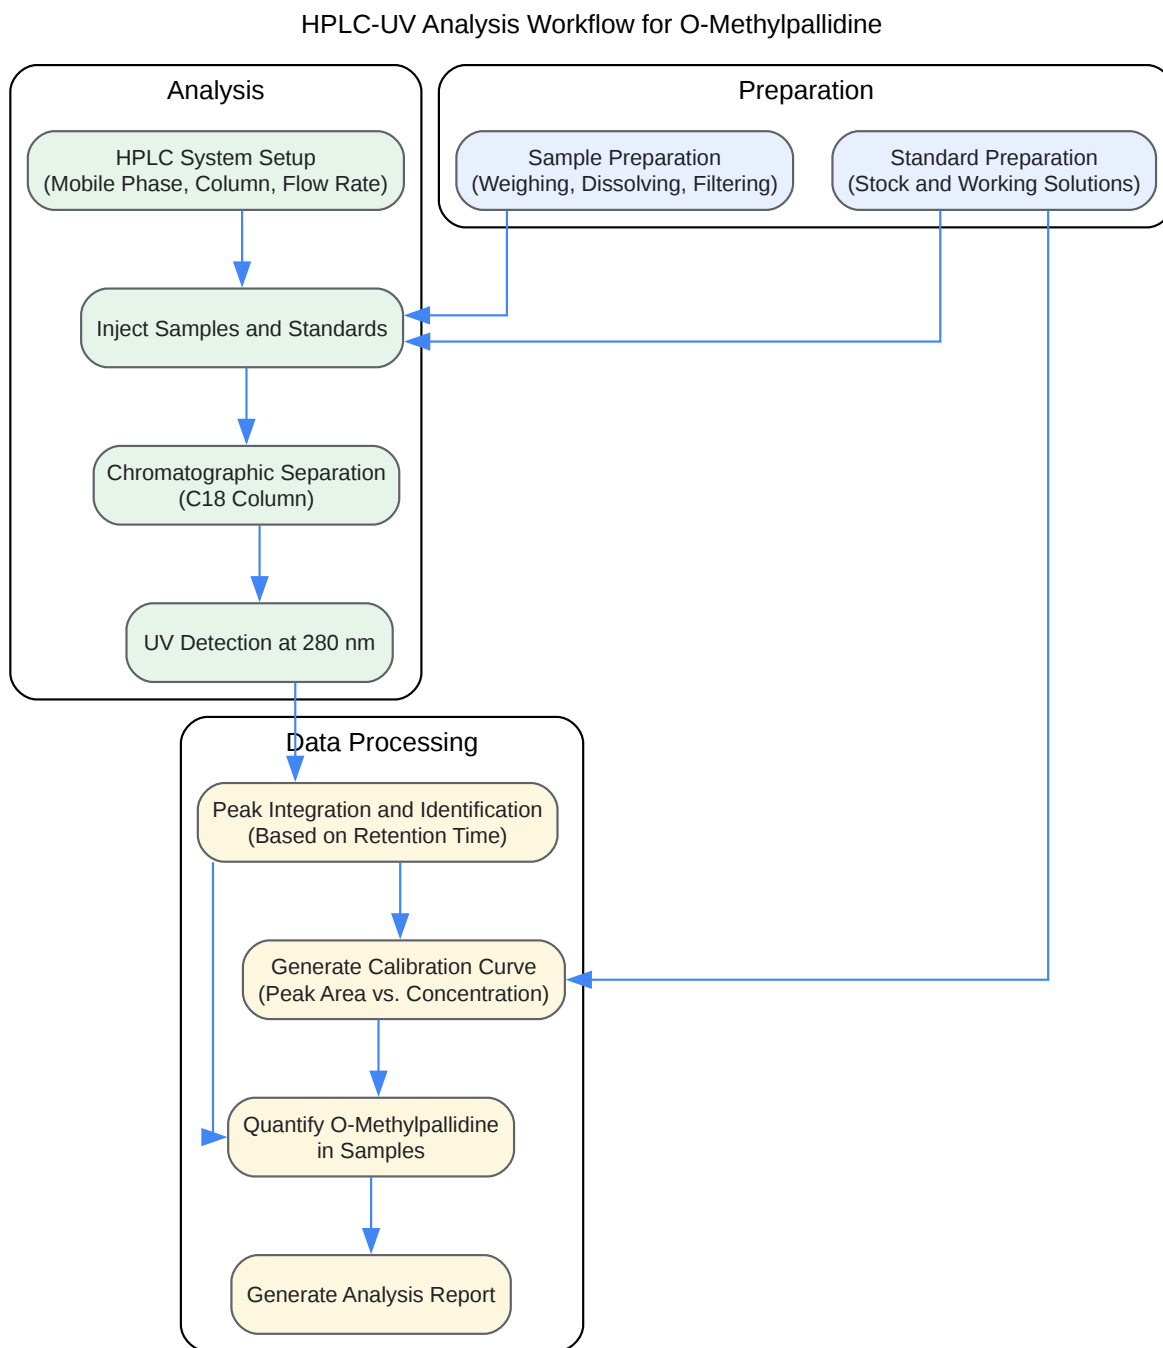 HPLC-UV Analysis Workflow for O-Methylpallidine
Analysis
HPLC System Setup
(Mobile Phase, Column, Flow Rate)
Inject Samples and Standards
Chromatographic Separation
(C18 Column)
UV Detection at 280 nm
Preparation
Sample Preparation
(Weighing, Dissolving, Filtering)
Standard Preparation
(Stock and Working Solutions)
Data Processing
Peak Integration and Identification
(Based on Retention Time)
Generate Calibration Curve
(Peak Area vs. Concentration)
Quantify O-Methylpallidine
in Samples
Generate Analysis Report